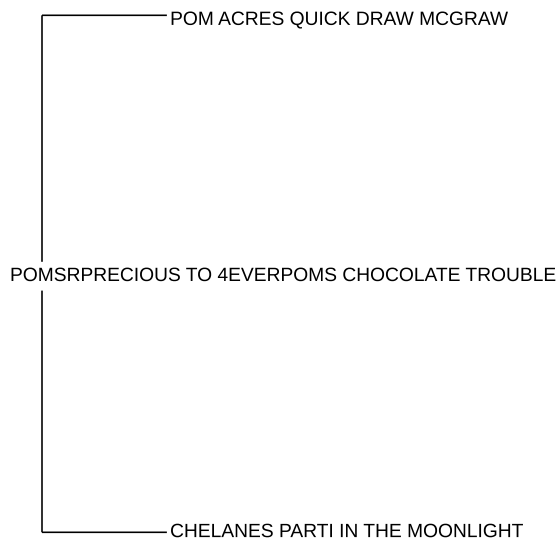 POM ACRES QUICK DRAW MCGRAW
POMSRPRECIOUS TO 4EVERPOMS CHOCOLATE TROUBLE
CHELANES PARTI IN THE MOONLIGHT